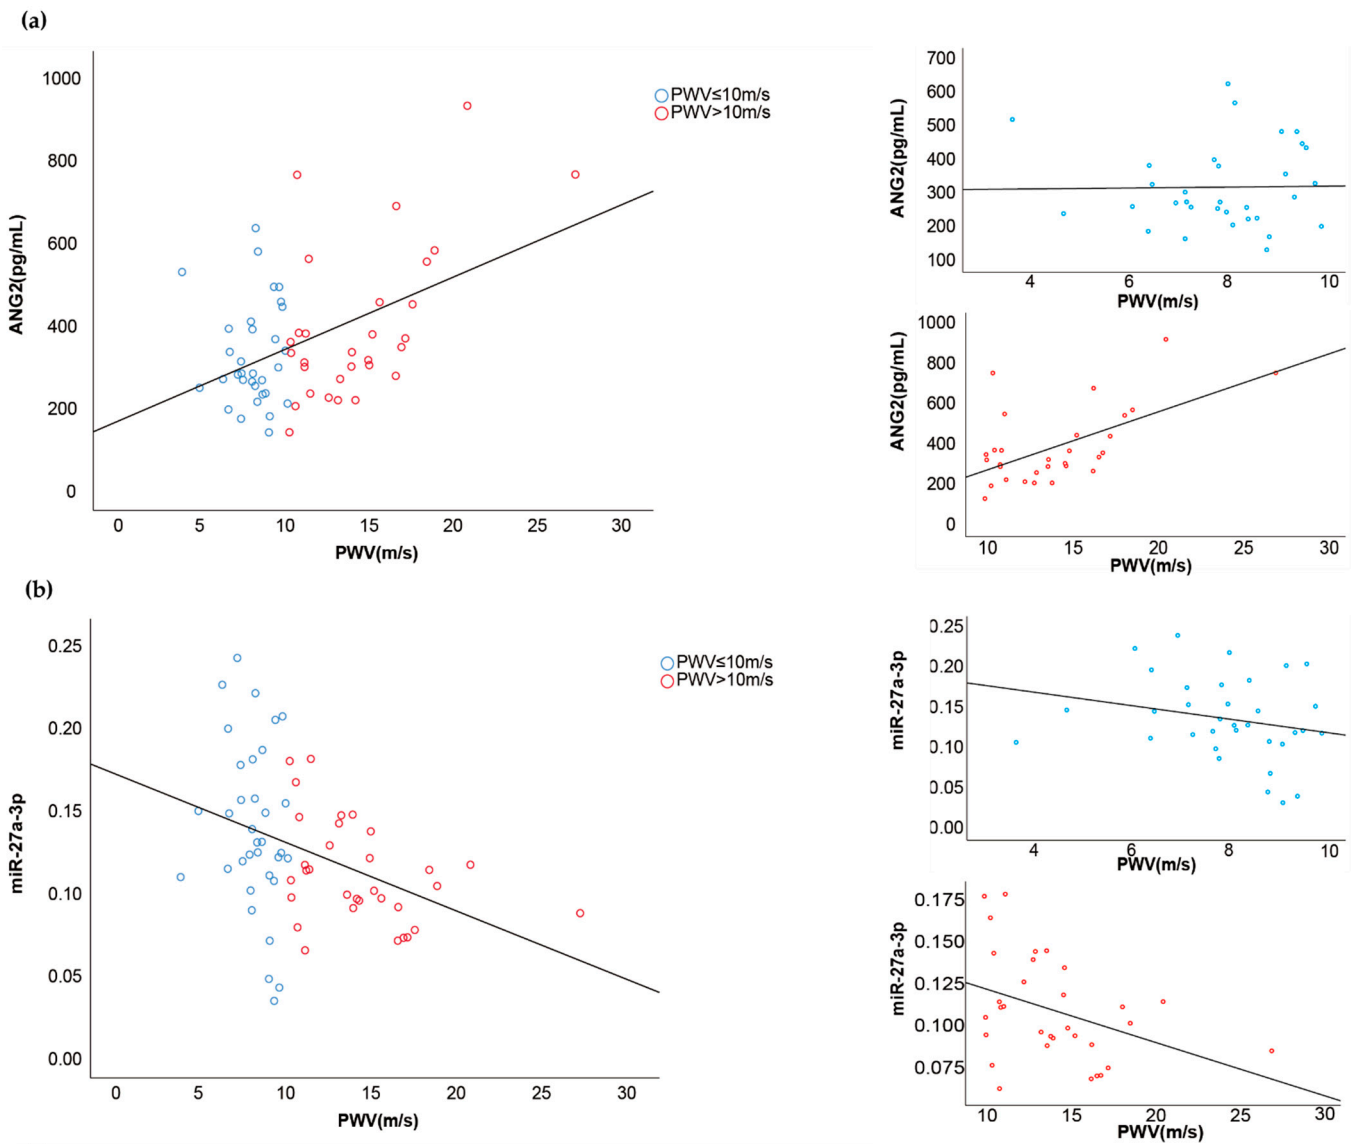 (a)
ANG2(pg/mL)
1000
800
600
400
200
0
0 5 10 15 20 25 30
PWV(m/s)
PWV≤10m/s
PWV>10m/s
ANG2(pg/mL)
700
600
500
400
300
200
100
4 6 8 10
PWV(m/s)
ANG2(pg/mL)
1000
800
600
400
200
0
10 15 20 25 30
PWV(m/s)
(b)
miR-27a-3p
0.25
0.20
0.15
0.10
0.05
0.00
0 5 10 15 20 25 30
PWV(m/s)
PWV≤10m/s
PWV>10m/s
miR-27a-3p
0.25
0.20
0.15
0.10
0.05
0.00
4 6 8 10
PWV(m/s)
miR-27a-3p
0.175
0.150
0.125
0.100
0.075
10 15 20 25 30
PWV(m/s)